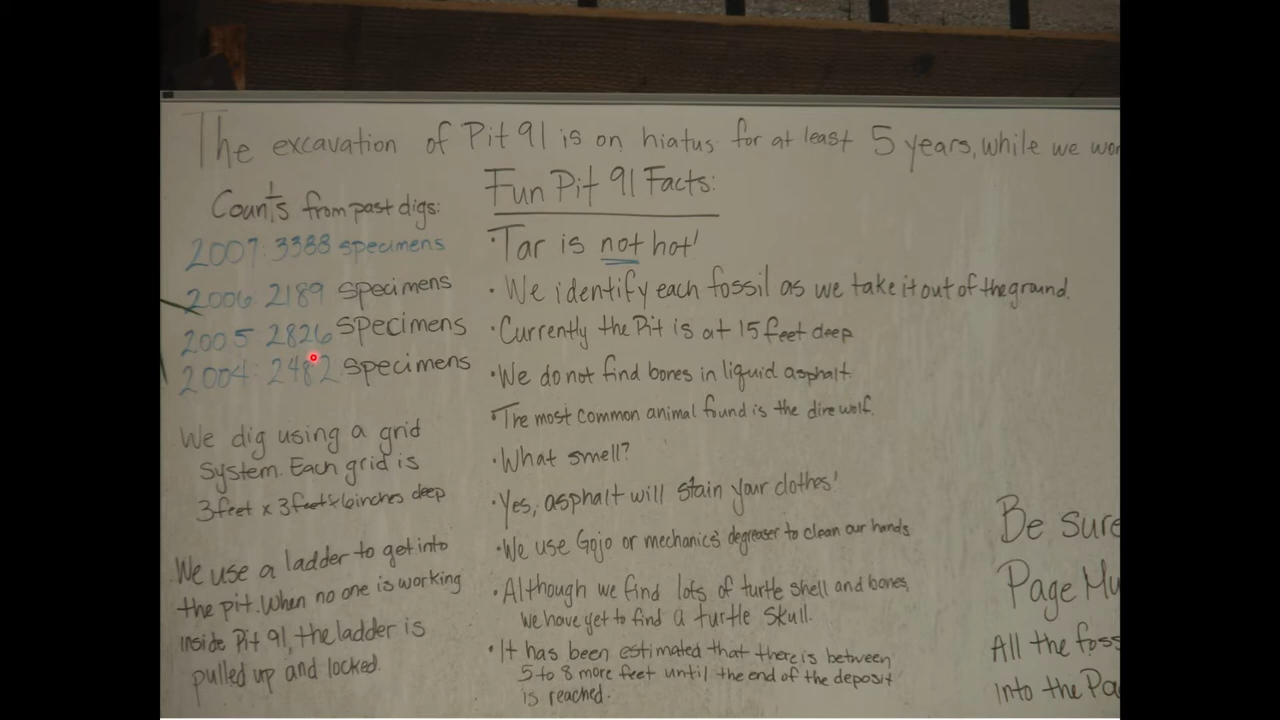 The excavation of Pit 91 is on hiatus for at least 5 years, while we wor
Counts from past digs:
2007: 3388 specimens
2006: 2189 specimens
2005 2826 specimens
2004: 2482 specimens
We dig using a grid
system. Each grid is
3 feet x 3 feet x 6 inches deep
We use a ladder to get into
the pit. When no one is working
inside Pit 91, the ladder is
pulled up and locked.
Fun Pit 91 Facts:
· Tar is not hot!
· We identify each fossil as we take it out of the ground.
· Currently the Pit is at 15 feet deep
· We do not find bones in liquid asphalt.
· The most common animal found is the dire wolf.
· What smell?
· Yes, asphalt will stain your clothes!
· We use Gojo or mechanic's degreaser to clean our hands
· Although we find lots of turtle shell and bones,
we have yet to find a turtle skull.
· It has been estimated that there is between
5 to 8 more feet until the end of the deposit
is reached.
Be sure
Page Mu
All the foss
into the Pa